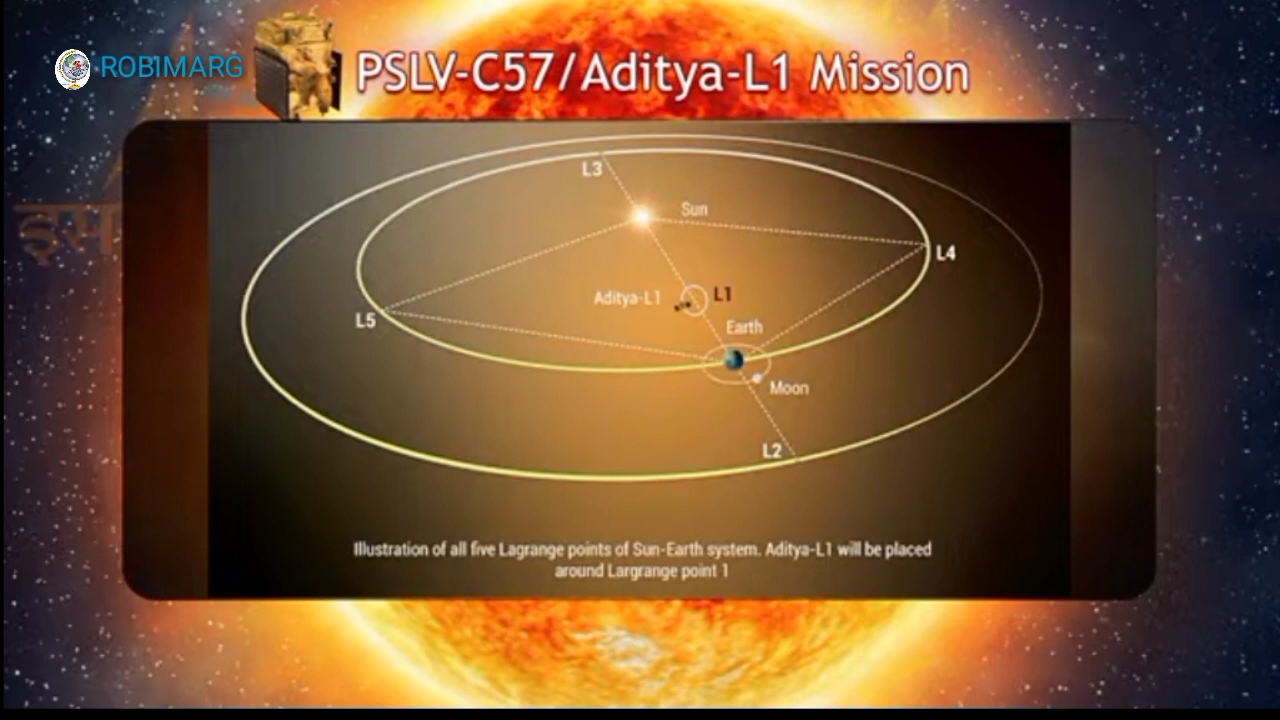 ROBIMARG
PSLV-C57/Aditya-L1 Mission
L3
Sun
L4
Aditya-L1
L1
L5
Earth
Moon
L2
Illustration of all five Lagrange points of Sun-Earth system. Aditya-L1 will be placed
around Largrange point 1